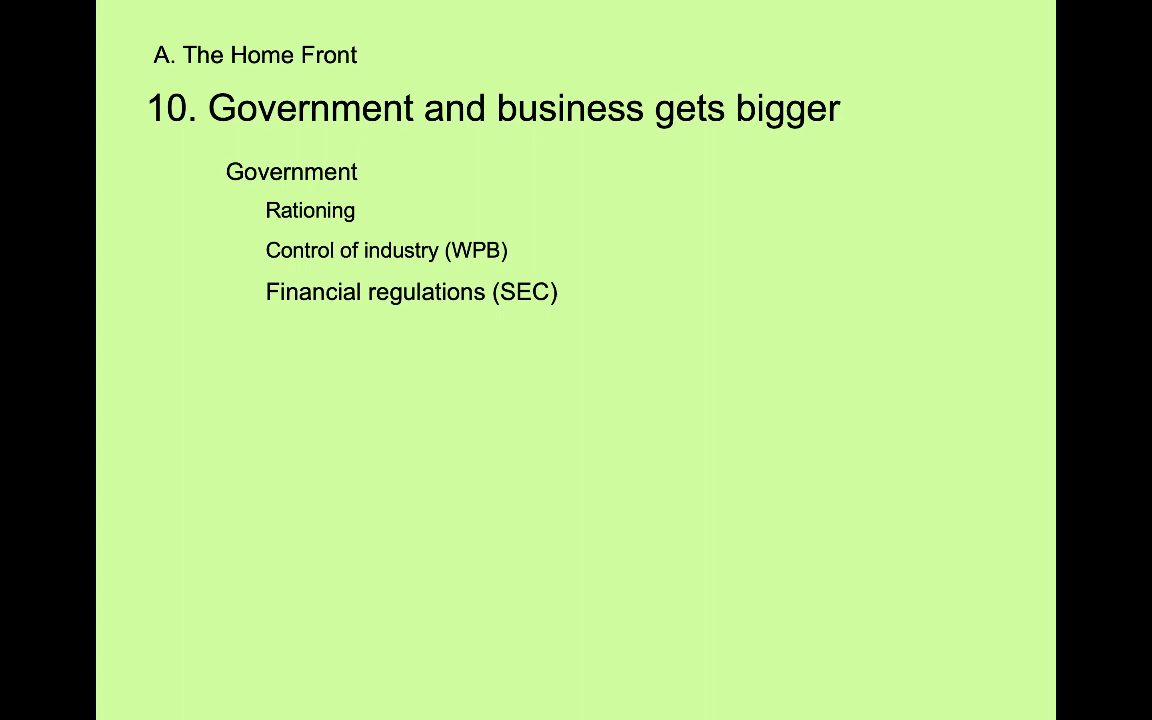 A. The Home Front
10. Government and business gets bigger
Government
Rationing
Control of industry (WPB)
Financial regulations (SEC)